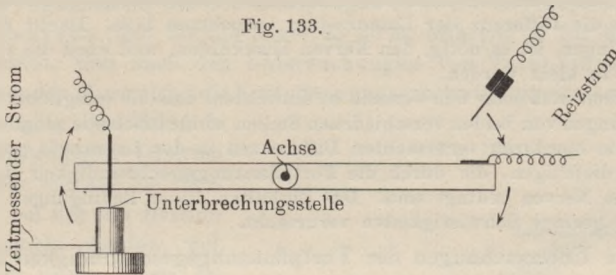 Fig. 133.
Zeitmessender Strom
Reizstrom
Achse
Unterbrechungsstelle